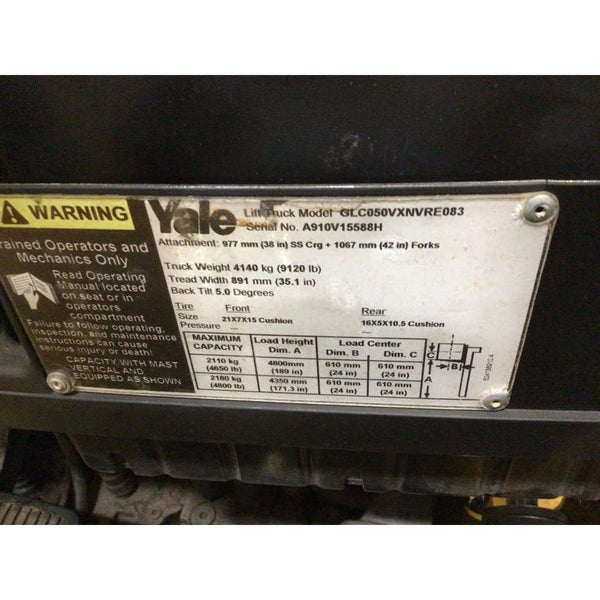 WARNING
Trained Operators and
Mechanics Only
Read Operating
Manual located
on seat or in
operators
compartment
Failure to follow operating,
inspection, and maintenance
instructions can cause
serious injury or death!
CAPACITY WITH MAST
VERTICAL AND
EQUIPPED AS SHOWN
Yale Lift Truck Model GLC050VXNVRE083
Serial No. A910V15588H
Attachment: 977 mm (38 in) SS Crg + 1067 mm (42 in) Forks
Truck Weight 4140 kg (9120 lb)
Tread Width 891 mm (35.1 in)
Back Tilt 5.0 Degrees
Tire Front Rear
Size 21X7X15 Cushion 16X5X10.5 Cushion
Pressure — —
MAXIMUM CAPACITY Load Height Dim. A Load Center Dim. B Dim. C
2110 kg (4650 lb) 4800mm (189 in) 610 mm (24 in) 610 mm (24 in)
2180 kg (4800 lb) 4350 mm (171.3 in) 610 mm (24 in) 610 mm (24 in)
C
B
A